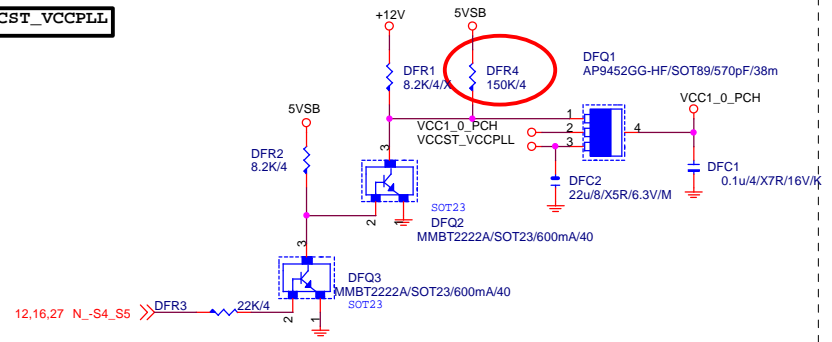 CST_VCCPLL
+12V
5VSB
DFR1
8.2K/4/X
DFR4
150K/4
DFQ1
AP9452GG-HF/SOT89/570pF/38m
5VSB
VCC1_0_PCH
VCCST_VCCPLL
1
2
3
4
VCC1_0_PCH
DFR2
8.2K/4
3
2
1
SOT23
DFQ2
MMBT2222A/SOT23/600mA/40
DFC2
22u/8/X5R/6.3V/M
DFC1
0.1u/4/X7R/16V/K
3
DFQ3
MMBT2222A/SOT23/600mA/40
SOT23
12,16,27 N_-S4_S5
DFR3
22K/4
2
1